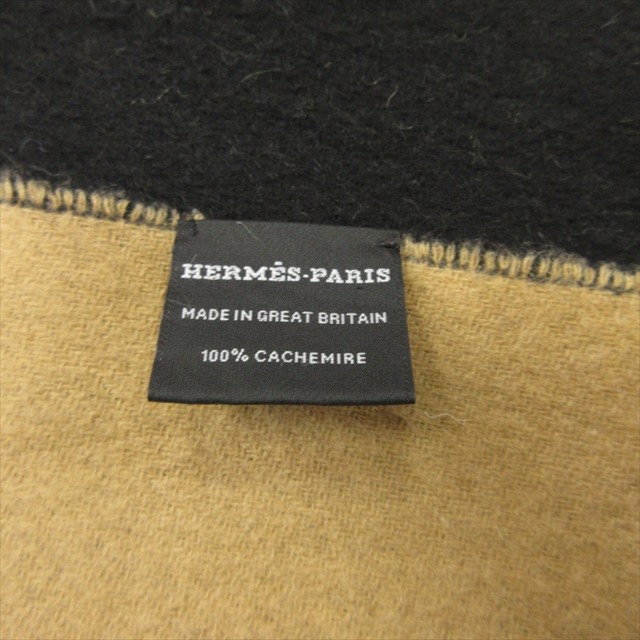 HERMÈS-PARIS
MADE IN GREAT BRITAIN
100% CACHEMIRE